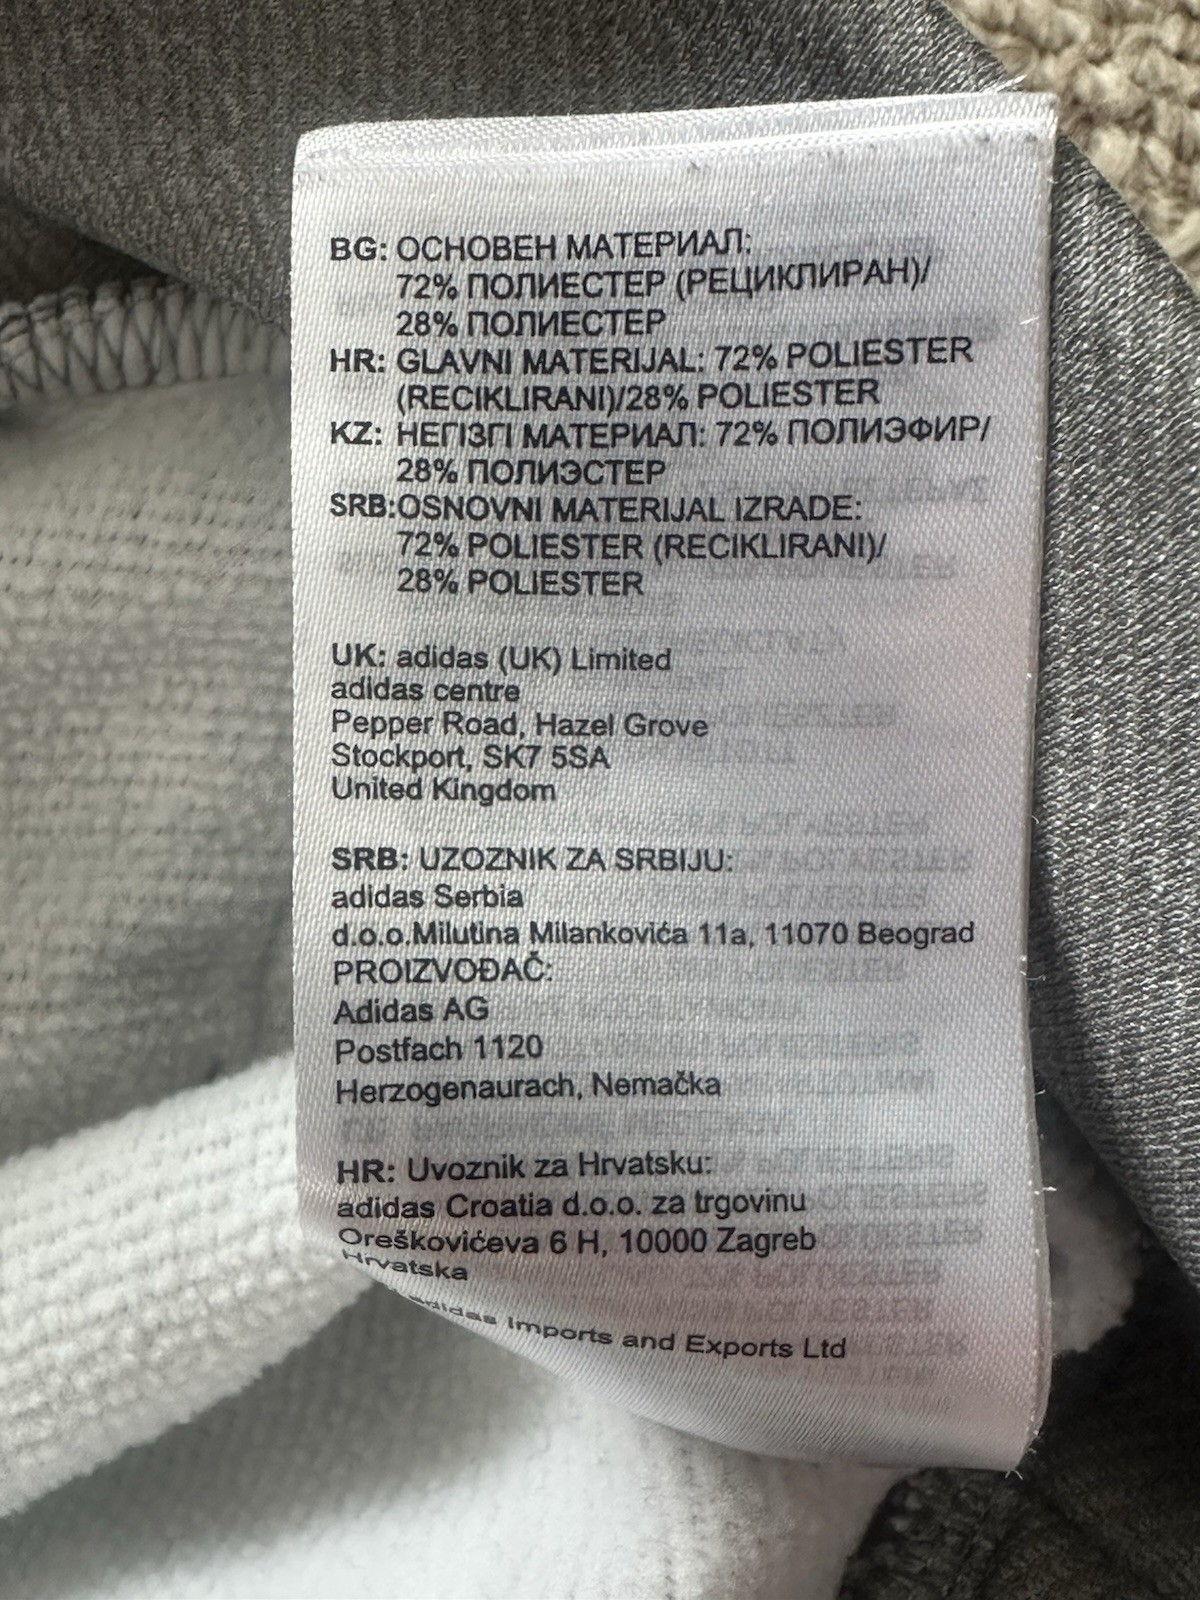 BG: ОСНОВЕН МАТЕРИАЛ:
72% ПОЛИЕСТЕР (РЕЦИКЛИРАН)/
28% ПОЛИЕСТЕР
HR: GLAVNI MATERIJAL: 72% POLIESTER
(RECIKLIRANI)/28% POLIESTER
KZ: НЕГІЗГІ МАТЕРИАЛ: 72% ПОЛИЭФИР/
28% ПОЛИЭСТЕР
SRB:OSNOVNI MATERIJAL IZRADE:
72% POLIESTER (RECIKLIRANI)/
28% POLIESTER
UK: adidas (UK) Limited
adidas centre
Pepper Road, Hazel Grove
Stockport, SK7 5SA
United Kingdom
SRB: UZOZNIK ZA SRBIJU:
adidas Serbia
d.o.o.Milutina Milankovića 11a, 11070 Beograd
PROIZVOĐAČ:
Adidas AG
Postfach 1120
Herzogenaurach, Nemačka
HR: Uvoznik za Hrvatsku:
adidas Croatia d.o.o. za trgovinu
Oreškovićeva 6 H, 10000 Zagreb
Hrvatska
adidas Imports and Exports Ltd